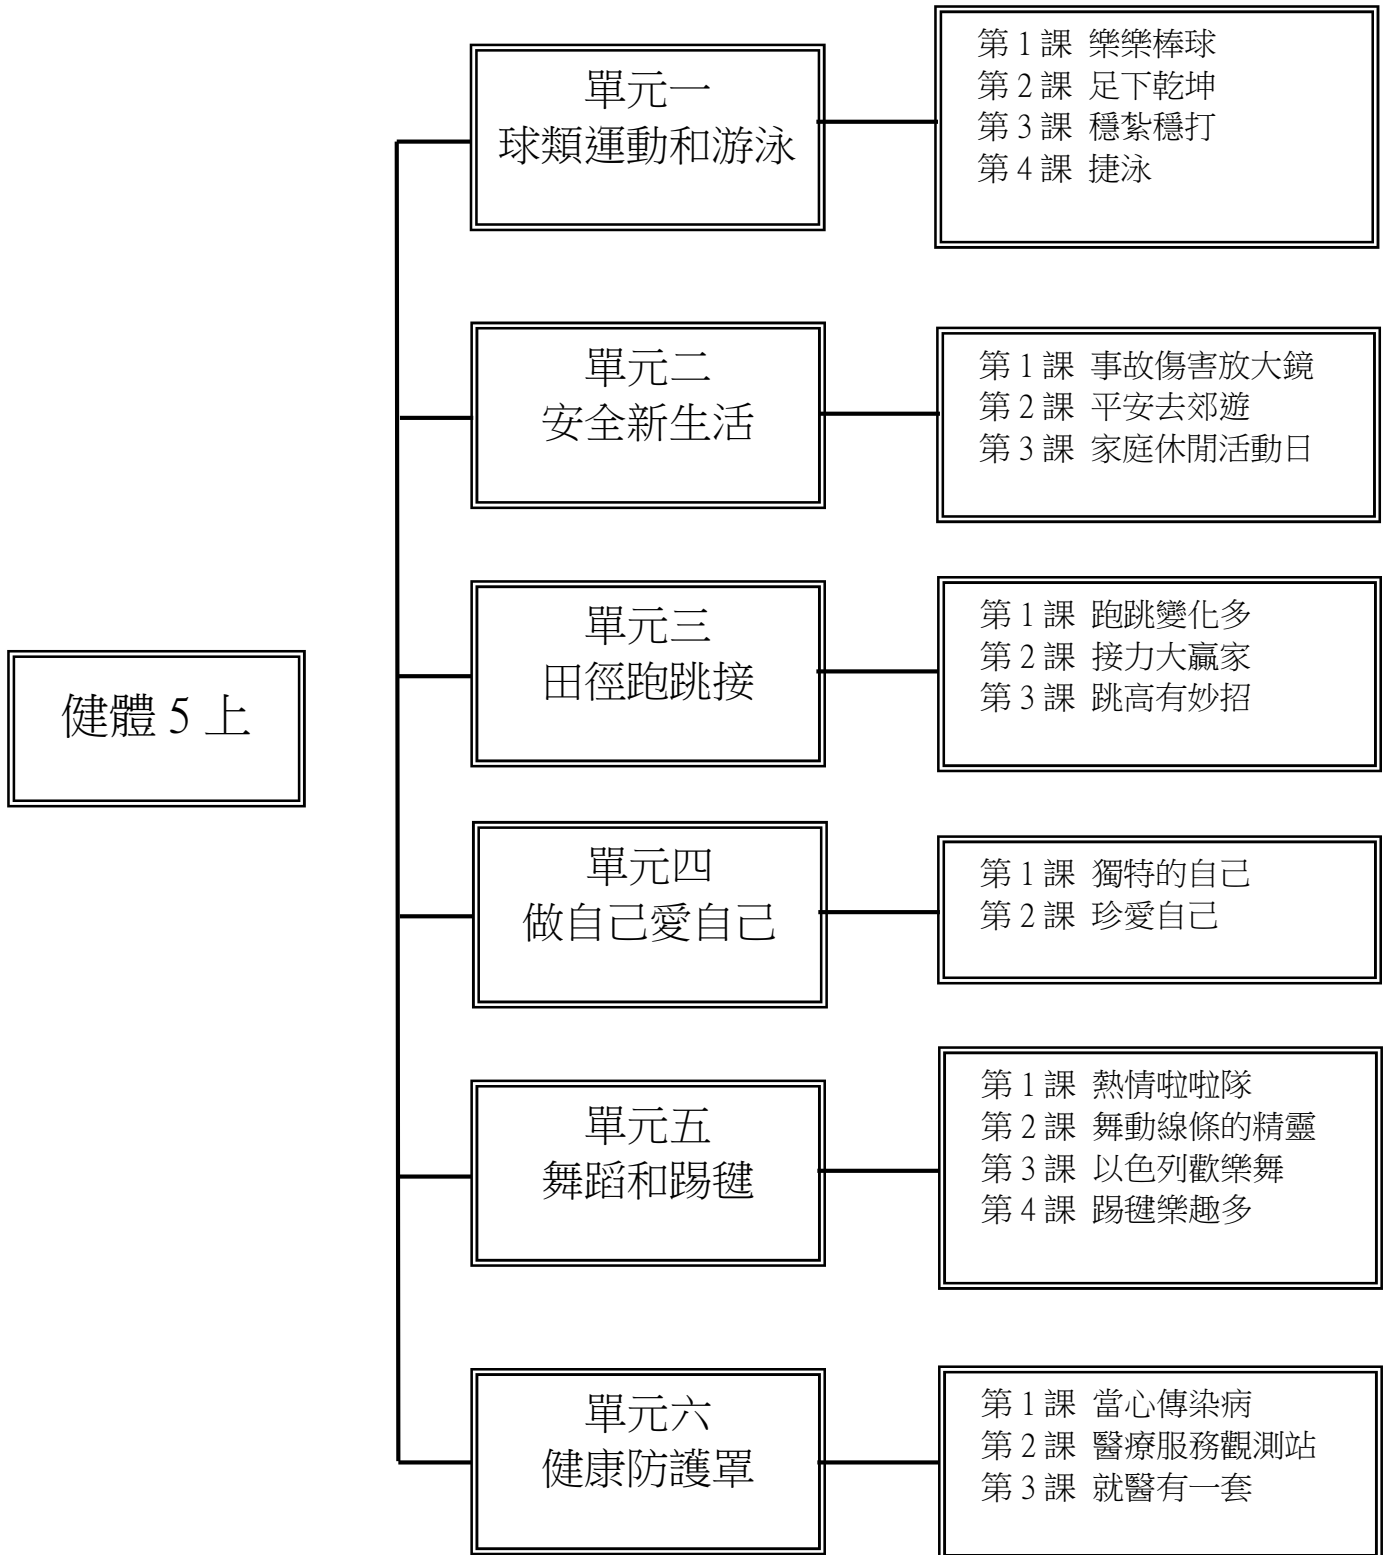 健體 5 上
單元一
球類運動和游泳
第 1 課 樂樂棒球
第 2 課 足下乾坤
第 3 課 穩紮穩打
第 4 課 捷泳
單元二
安全新生活
第 1 課 事故傷害放大鏡
第 2 課 平安去郊遊
第 3 課 家庭休閒活動日
單元三
田徑跑跳接
第 1 課 跑跳變化多
第 2 課 接力大贏家
第 3 課 跳高有妙招
單元四
做自己愛自己
第 1 課 獨特的自己
第 2 課 珍愛自己
單元五
舞蹈和踢毽
第 1 課 熱情啦啦隊
第 2 課 舞動線條的精靈
第 3 課 以色列歡樂舞
第 4 課 踢毽樂趣多
單元六
健康防護罩
第 1 課 當心傳染病
第 2 課 醫療服務觀測站
第 3 課 就醫有一套